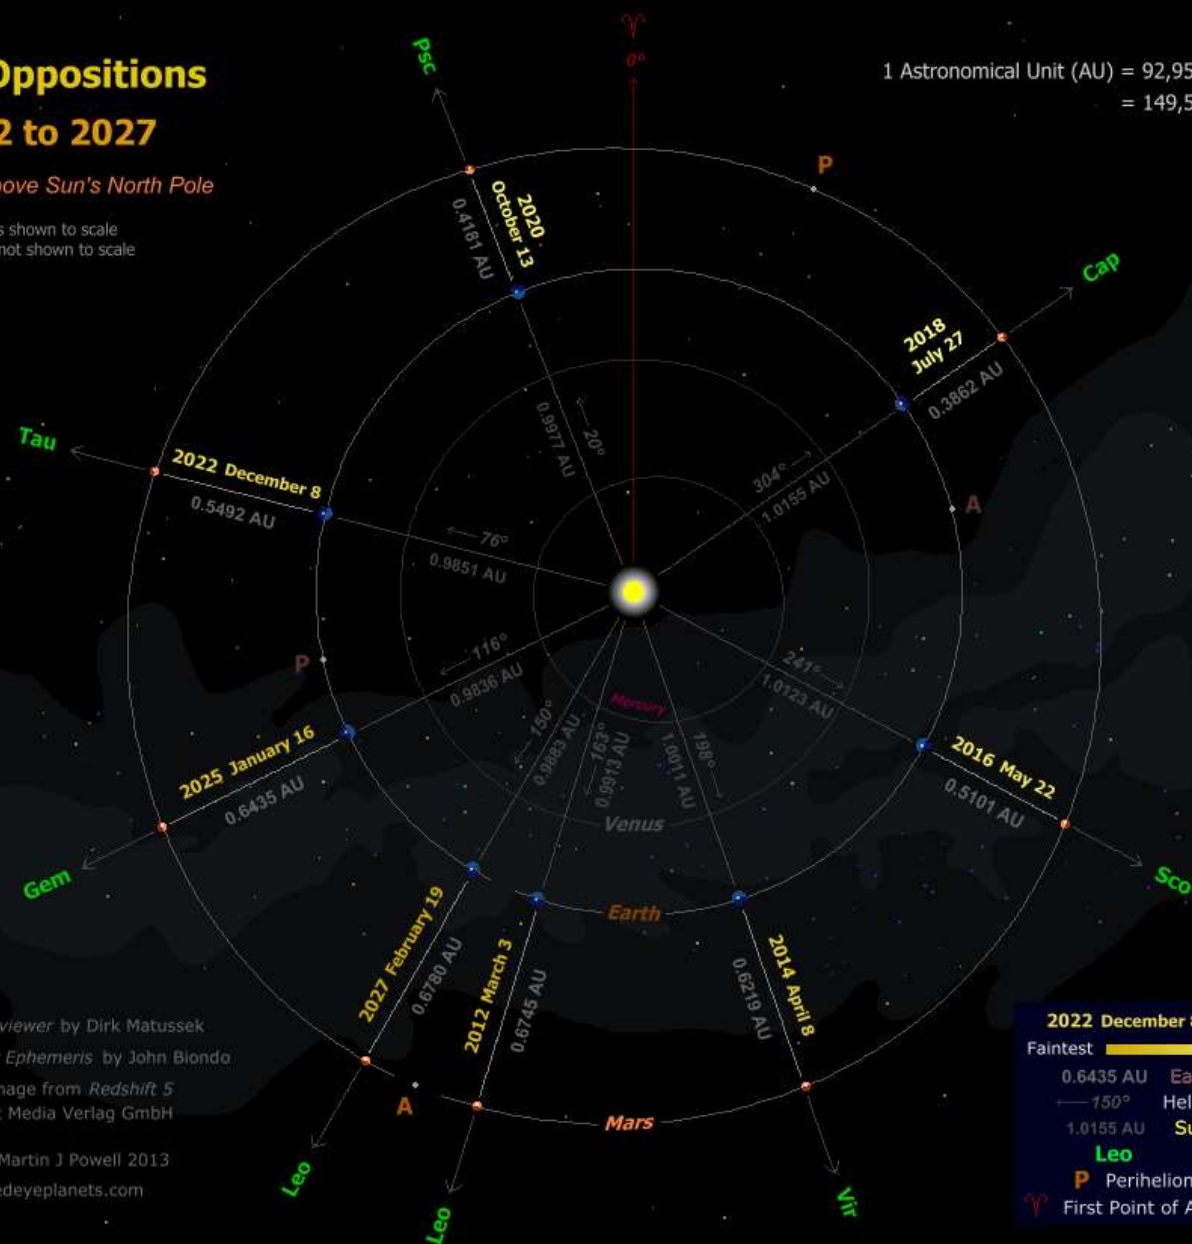 Oppositions
2 to 2027
bove Sun's North Pole
s shown to scale
not shown to scale
1 Astronomical Unit (AU) = 92,95
= 149,5
♈
0°
Psc
2020
October 13
0.4181 AU
0.9977 AU
20°
P
Cap
2018
July 27
0.3862 AU
304°
1.0155 AU
A
Tau
2022 December 8
0.5492 AU
76°
0.9851 AU
P
116°
0.9836 AU
2025 January 16
0.6435 AU
Gem
241°
1.0123 AU
2016 May 22
0.5101 AU
Sco
Mercury
150°
0.9883 AU
163°
0.9913 AU
198°
1.0011 AU
Venus
Earth
2027 February 19
0.6780 AU
2012 March 3
0.6745 AU
2014 April 8
0.6219 AU
A
Mars
Leo
Leo
Vir
viewer by Dirk Matussek
Ephemeris by John Biondo
mage from Redshift 5
Media Verlag GmbH
Martin J Powell 2013
edeyeplanets.com
2022 December 8
Faintest
0.6435 AU Ea
150° Hel
1.0155 AU Su
Leo
P Perihelion
♈ First Point of A